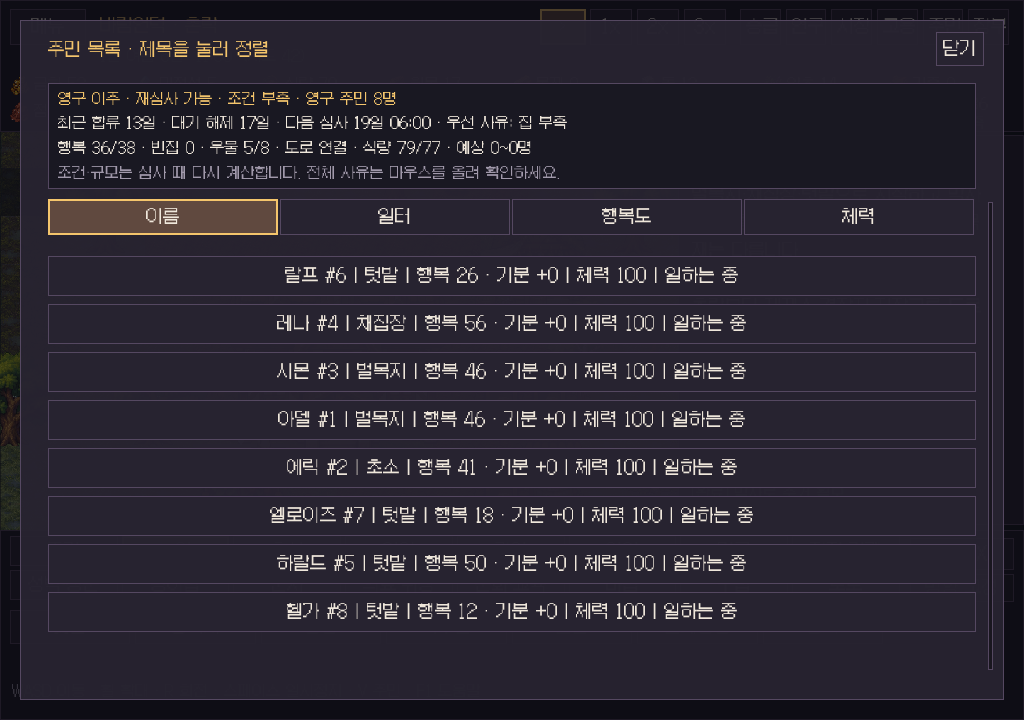 주민 목록 · 제목을 눌러 정렬
닫기
영구 이주 · 재심사 가능 · 조건 부족 · 영구 주민 8명
최근 합류 13일 · 대기 해제 17일 · 다음 심사 19일 06:00 · 우선 사유: 집 부족
행복 36/38 · 빈집 0 · 우물 5/8 · 도로 연결 · 식량 79/77 · 예상 0~0명
조건·규모는 심사 때 다시 계산합니다. 전체 사유는 마우스를 올려 확인하세요.
이름
일터
행복도
체력
랄프 #6 | 텃밭 | 행복 26 · 기분 +0 | 체력 100 | 일하는 중
레나 #4 | 채집장 | 행복 56 · 기분 +0 | 체력 100 | 일하는 중
시몬 #3 | 벌목지 | 행복 46 · 기분 +0 | 체력 100 | 일하는 중
아델 #1 | 벌목지 | 행복 46 · 기분 +0 | 체력 100 | 일하는 중
에릭 #2 | 초소 | 행복 41 · 기분 +0 | 체력 100 | 일하는 중
엘로이즈 #7 | 텃밭 | 행복 18 · 기분 +0 | 체력 100 | 일하는 중
하랄드 #5 | 텃밭 | 행복 50 · 기분 +0 | 체력 100 | 일하는 중
헬가 #8 | 텃밭 | 행복 12 · 기분 +0 | 체력 100 | 일하는 중